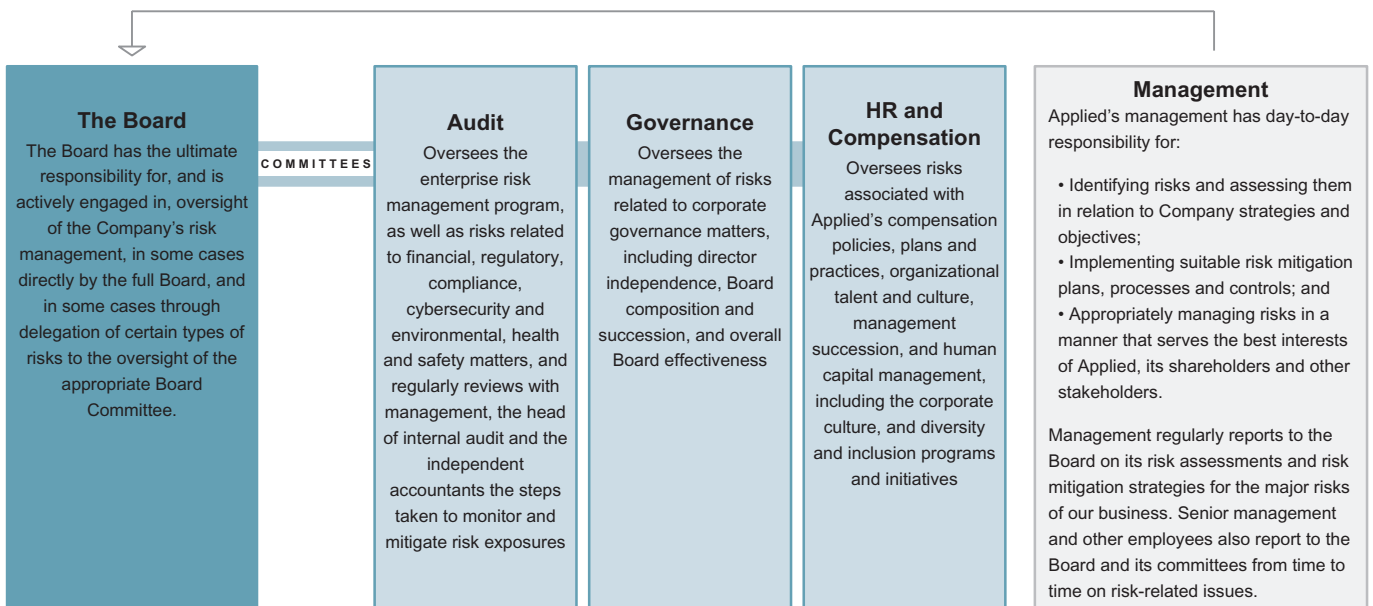 The Board
The Board has the ultimate
responsibility for, and is
actively engaged in, oversight
of the Company's risk
management, in some cases
directly by the full Board, and
in some cases through
delegation of certain types of
risks to the oversight of the
appropriate Board
Committee.
COMMITTEES
Audit
Oversees the
enterprise risk
management program,
as well as risks related
to financial, regulatory,
compliance,
cybersecurity and
environmental, health
and safety matters, and
regularly reviews with
management, the head
of internal audit and the
independent
accountants the steps
taken to monitor and
mitigate risk exposures
Governance
Oversees the
management of risks
related to corporate
governance matters,
including director
independence, Board
composition and
succession, and overall
Board effectiveness
HR and
Compensation
Oversees risks
associated with
Applied's compensation
policies, plans and
practices, organizational
talent and culture,
management
succession, and human
capital management,
including the corporate
culture, and diversity
and inclusion programs
and initiatives
Management
Applied's management has day-to-day
responsibility for:
• Identifying risks and assessing them
in relation to Company strategies and
objectives;
• Implementing suitable risk mitigation
plans, processes and controls; and
• Appropriately managing risks in a
manner that serves the best interests
of Applied, its shareholders and other
stakeholders.
Management regularly reports to the
Board on its risk assessments and risk
mitigation strategies for the major risks
of our business. Senior management
and other employees also report to the
Board and its committees from time to
time on risk-related issues.